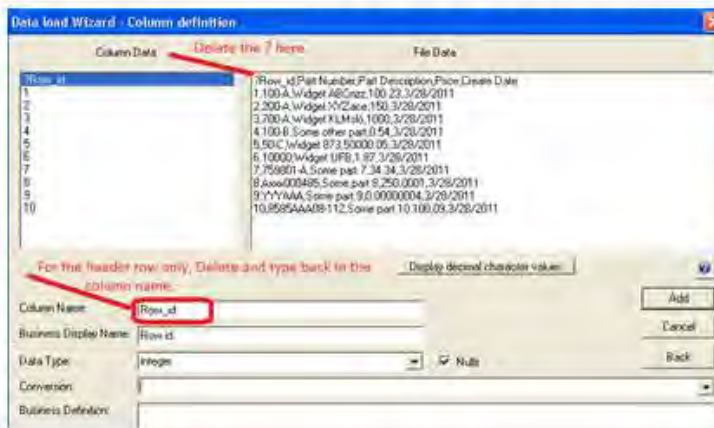 Data load Wizard - Column definition
Column Data
Delete the ? here
File Data
?Row_id
1
2
3
4
5
6
7
8
9
10
?Row_id,Part Number,Part Description,Price,Create Date
1,100-A,Widget ABCnzz,100.23,3/28/2011
2,200-A,Widget XYZace,150,3/28/2011
3,700-A,Widget KLMsló,1000,3/28/2011
4,100-B,Some other part,0.54,3/28/2011
5,50-C,Widget 873,50000.05,3/28/2011
6,10000,Widget UFB,1.87,3/28/2011
7,759801-A,Some part 7,34.34,3/28/2011
8,Axxx000485,Some part 8,250.0001,3/28/2011
9,YYYAAA,Some part 9,0.00000004,3/28/2011
10,8585AAA08-112,Some part 10,100.09,3/28/2011
For the header row only, Delete and type back in the
column name.
Display decimal character values
Column Name:
Row_id
Add
Business Display Name:
Row id
Cancel
Data Type:
Integer
Nulls
Back
Conversion:
Business Definition: